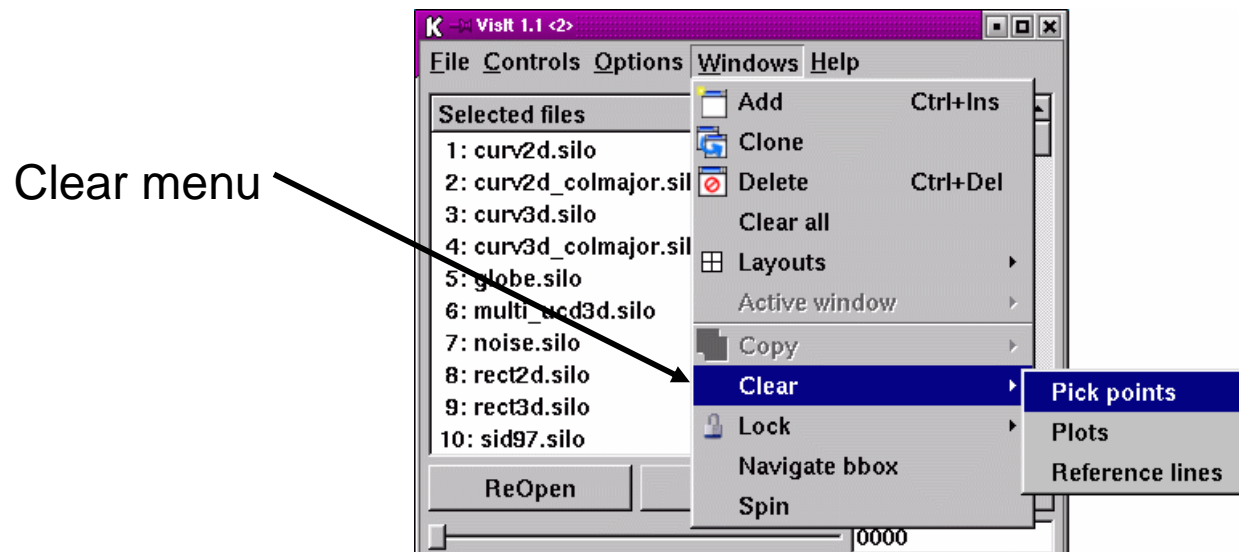 VisIt 1.1 <2>
File Controls Options Windows Help
Selected files
1: curv2d.silo
2: curv2d_colmajor.sil
3: curv3d.silo
4: curv3d_colmajor.sil
5: globe.silo
6: multi_ucd3d.silo
7: noise.silo
8: rect2d.silo
9: rect3d.silo
10: sid97.silo
ReOpen
0000
Add Ctrl+Ins
Clone
Delete Ctrl+Del
Clear all
Layouts
Active window
Copy
Clear
Lock
Navigate bbox
Spin
Pick points
Plots
Reference lines
Clear menu